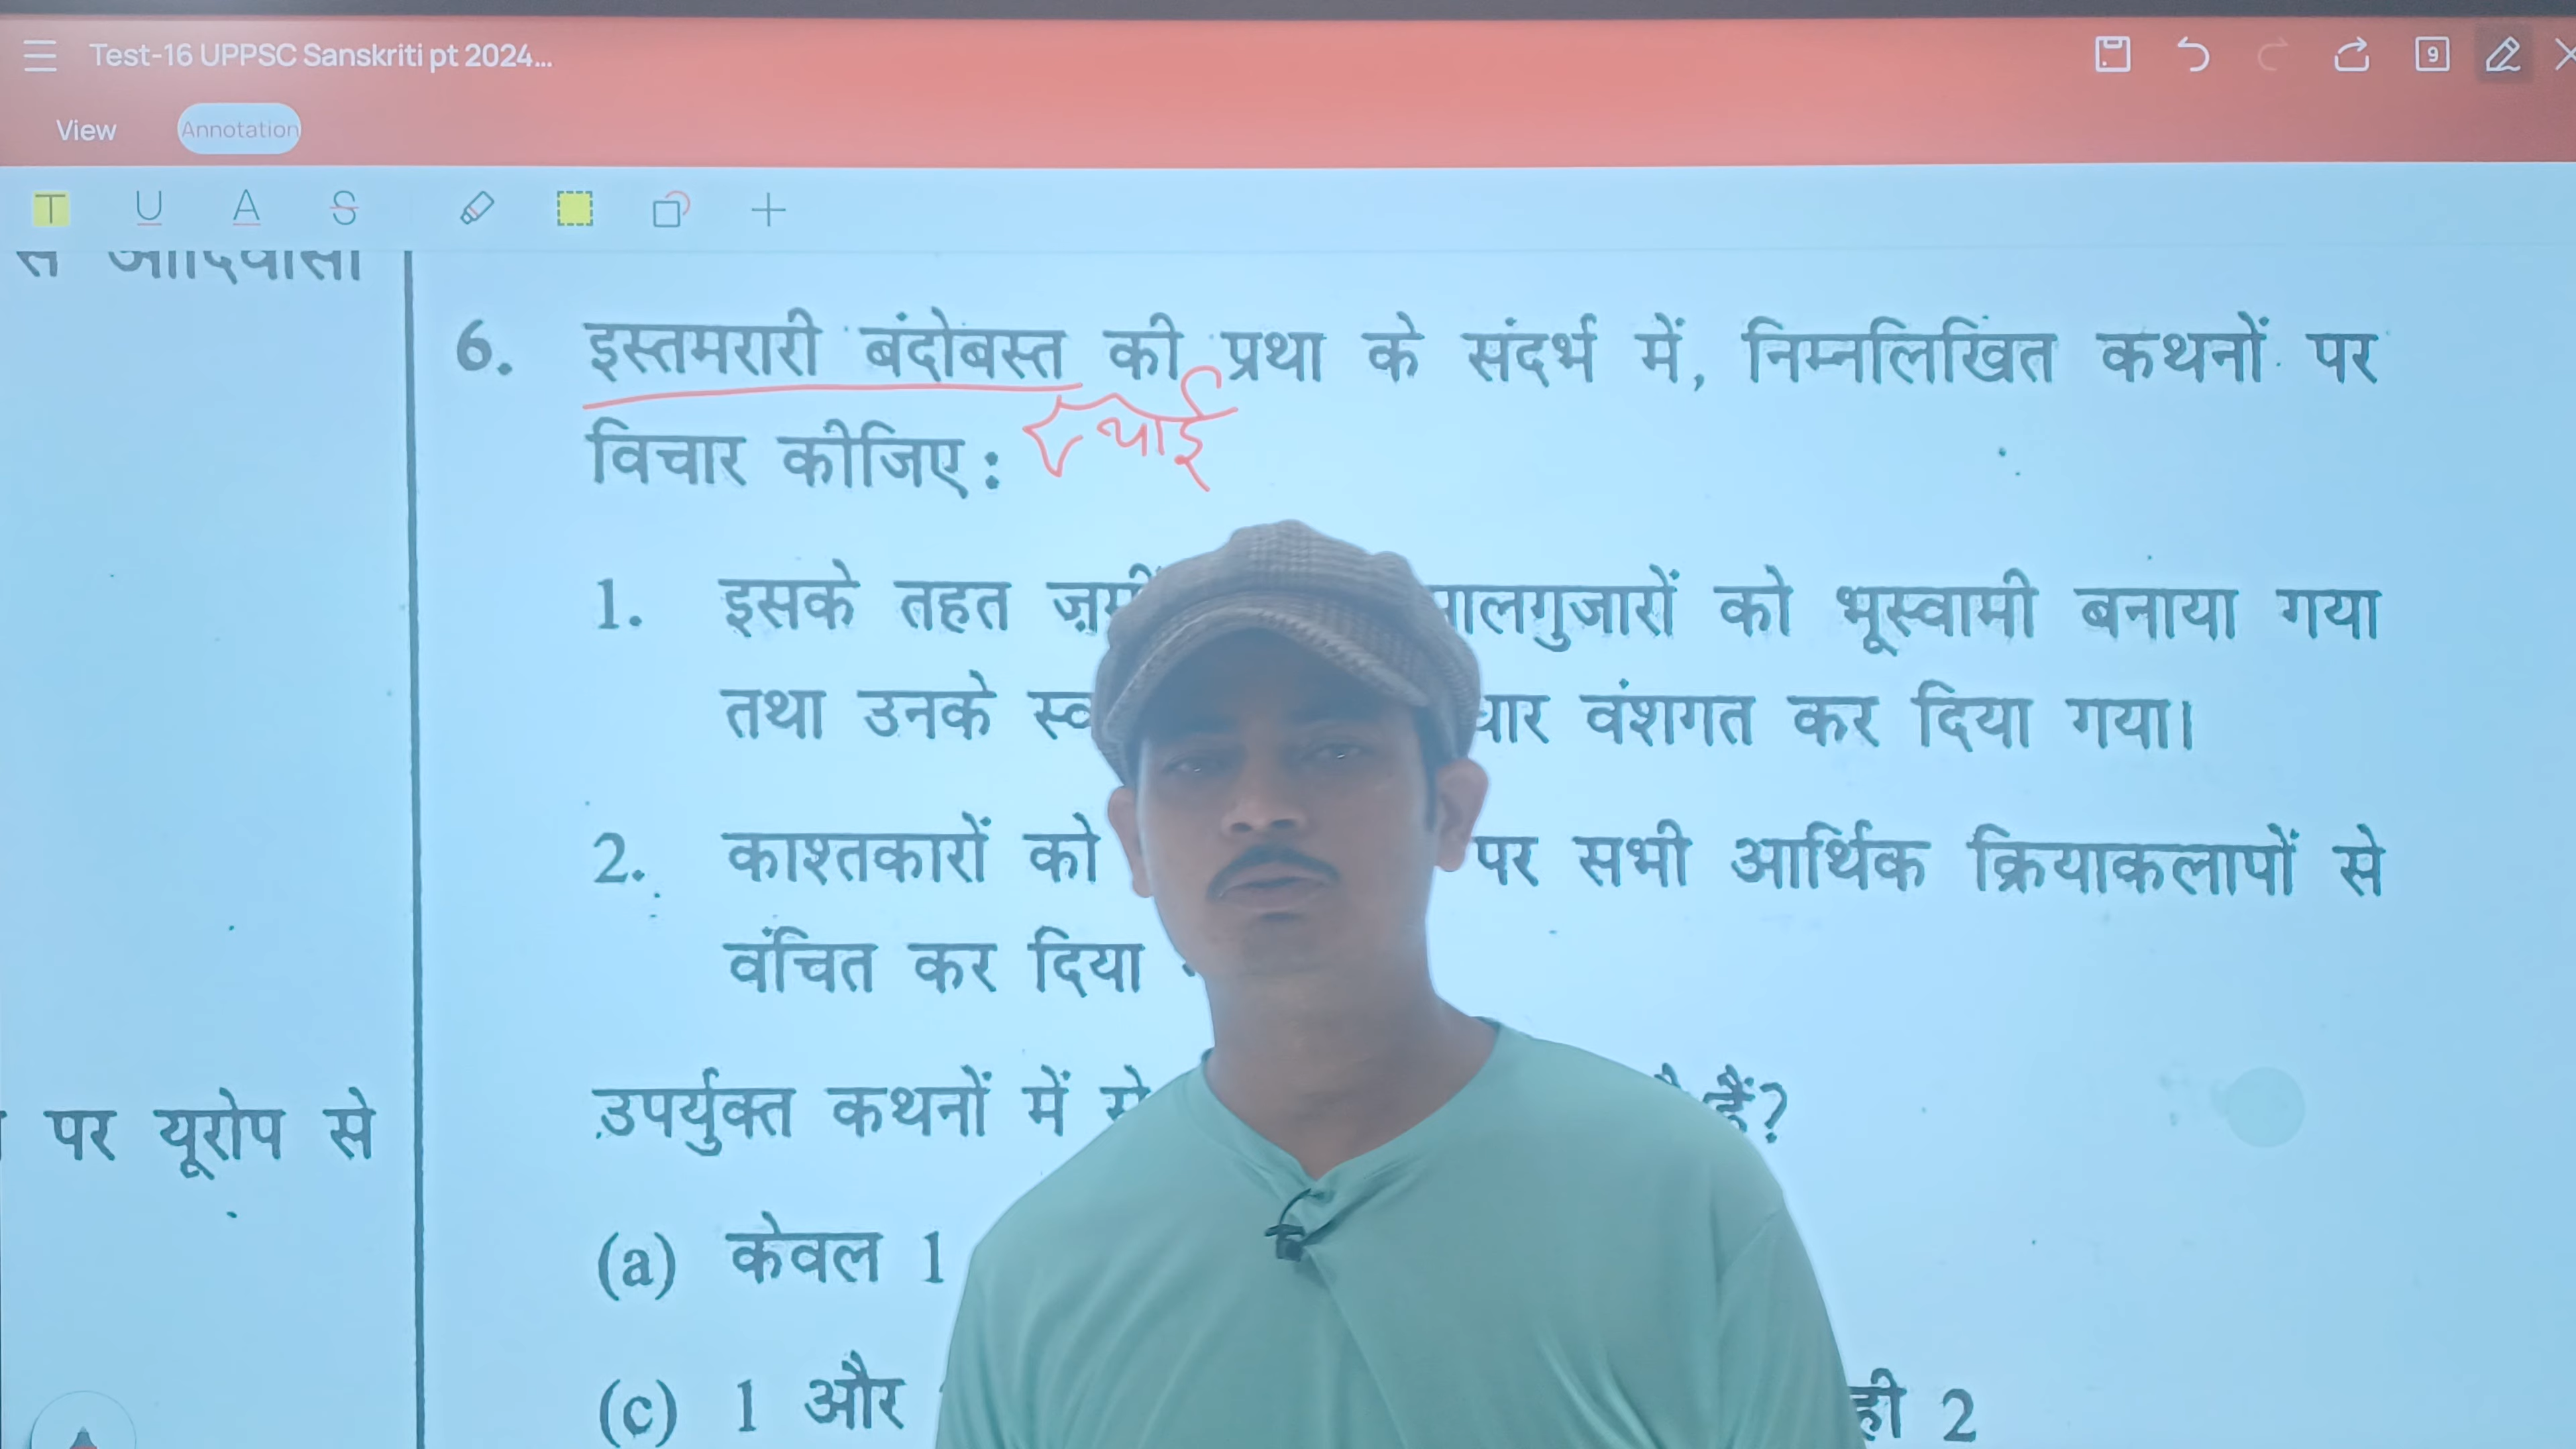 Test-16 UPPSC Sanskriti pt 2024...
9
View Annotation
T U A S
से आदिवासी
6. इस्तमरारी बंदोबस्त की प्रथा के संदर्भ में, निम्नलिखित कथनों पर
स्थाई
विचार कीजिए:
1. इसके तहत मालगुजारों को भूस्वामी बनाया गया
तथा उनके वंशगत कर दिया गया।
2. काश्तकारों को पर सभी आर्थिक क्रियाकलापों से
वंचित कर दिया
उपर्युक्त कथनों में से हैं?
पर यूरोप से
(a) केवल 1
(c) 1 और ही 2